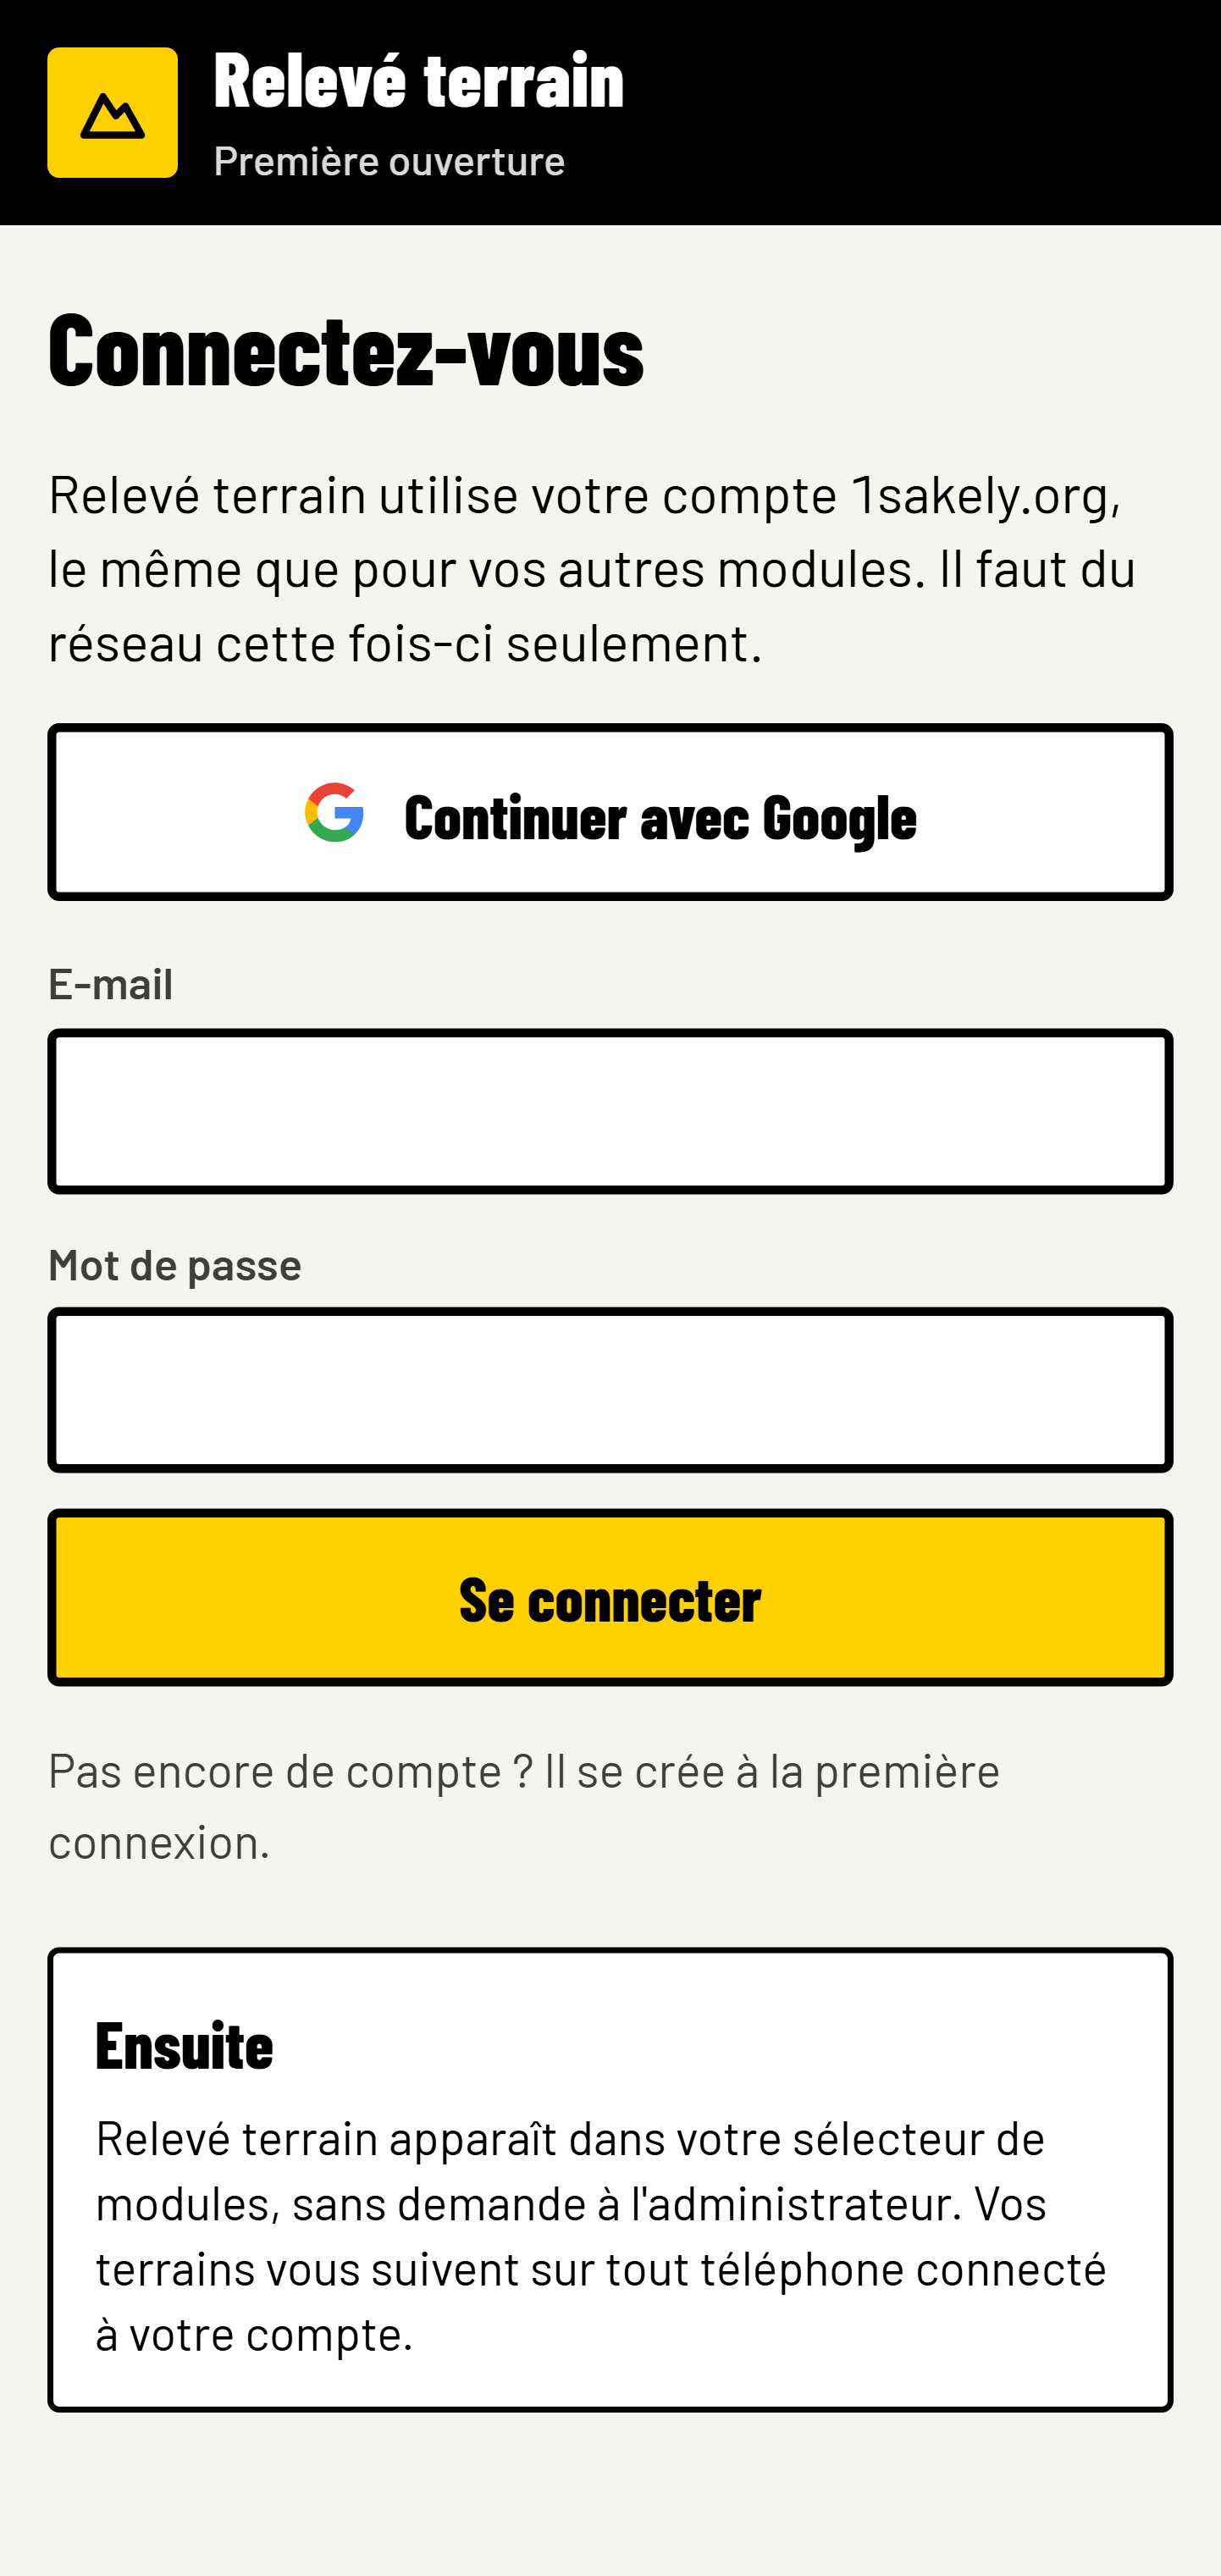 Relevé terrain
Première ouverture
Connectez-vous
Relevé terrain utilise votre compte 1sakely.org,
le même que pour vos autres modules. Il faut du
réseau cette fois-ci seulement.
Continuer avec Google
E-mail
Mot de passe
Se connecter
Pas encore de compte ? Il se crée à la première
connexion.
Ensuite
Relevé terrain apparaît dans votre sélecteur de
modules, sans demande à l'administrateur. Vos
terrains vous suivent sur tout téléphone connecté
à votre compte.